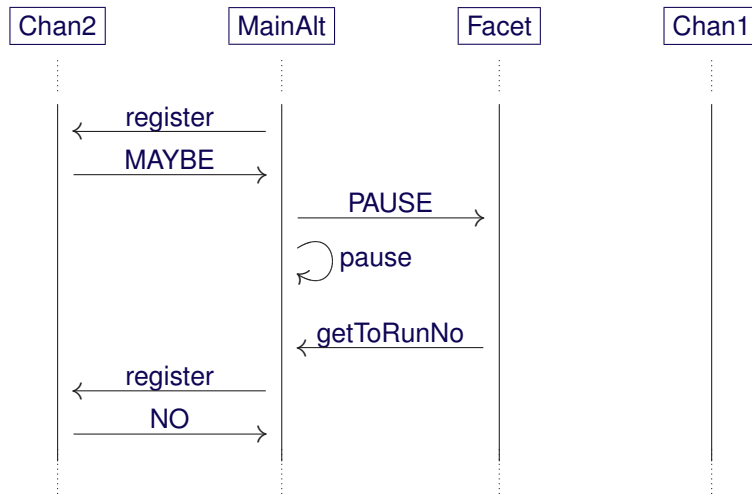 Chan2
MainAlt
Facet
Chan1
register
MAYBE
PAUSE
pause
getToRunNo
register
NO